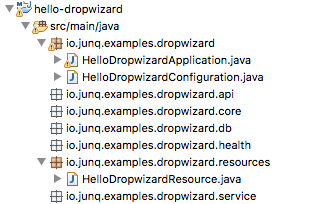 hello-dropwizard
src/main/java
io.junq.examples.dropwizard
HelloDropwizardApplication.java
HelloDropwizardConfiguration.java
io.junq.examples.dropwizard.api
io.junq.examples.dropwizard.core
io.junq.examples.dropwizard.db
io.junq.examples.dropwizard.health
io.junq.examples.dropwizard.resources
HelloDropwizardResource.java
io.junq.examples.dropwizard.service